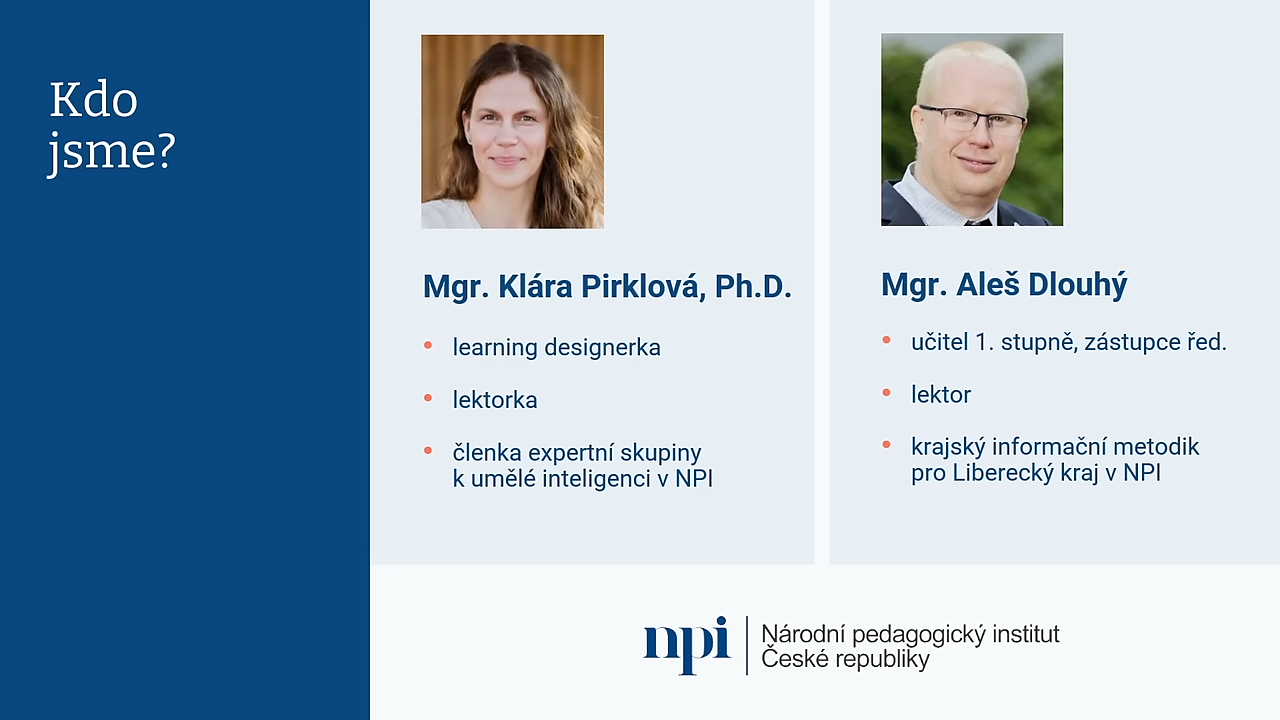 Kdo
jsme?
Mgr. Klára Pirklová, Ph.D.
learning designerka
lektorka
členka expertní skupiny
k umělé inteligenci v NPI
Mgr. Aleš Dlouhý
učitel 1. stupně, zástupce řed.
lektor
krajský informační metodik
pro Liberecký kraj v NPI
npi
Národní pedagogický institut
České republiky